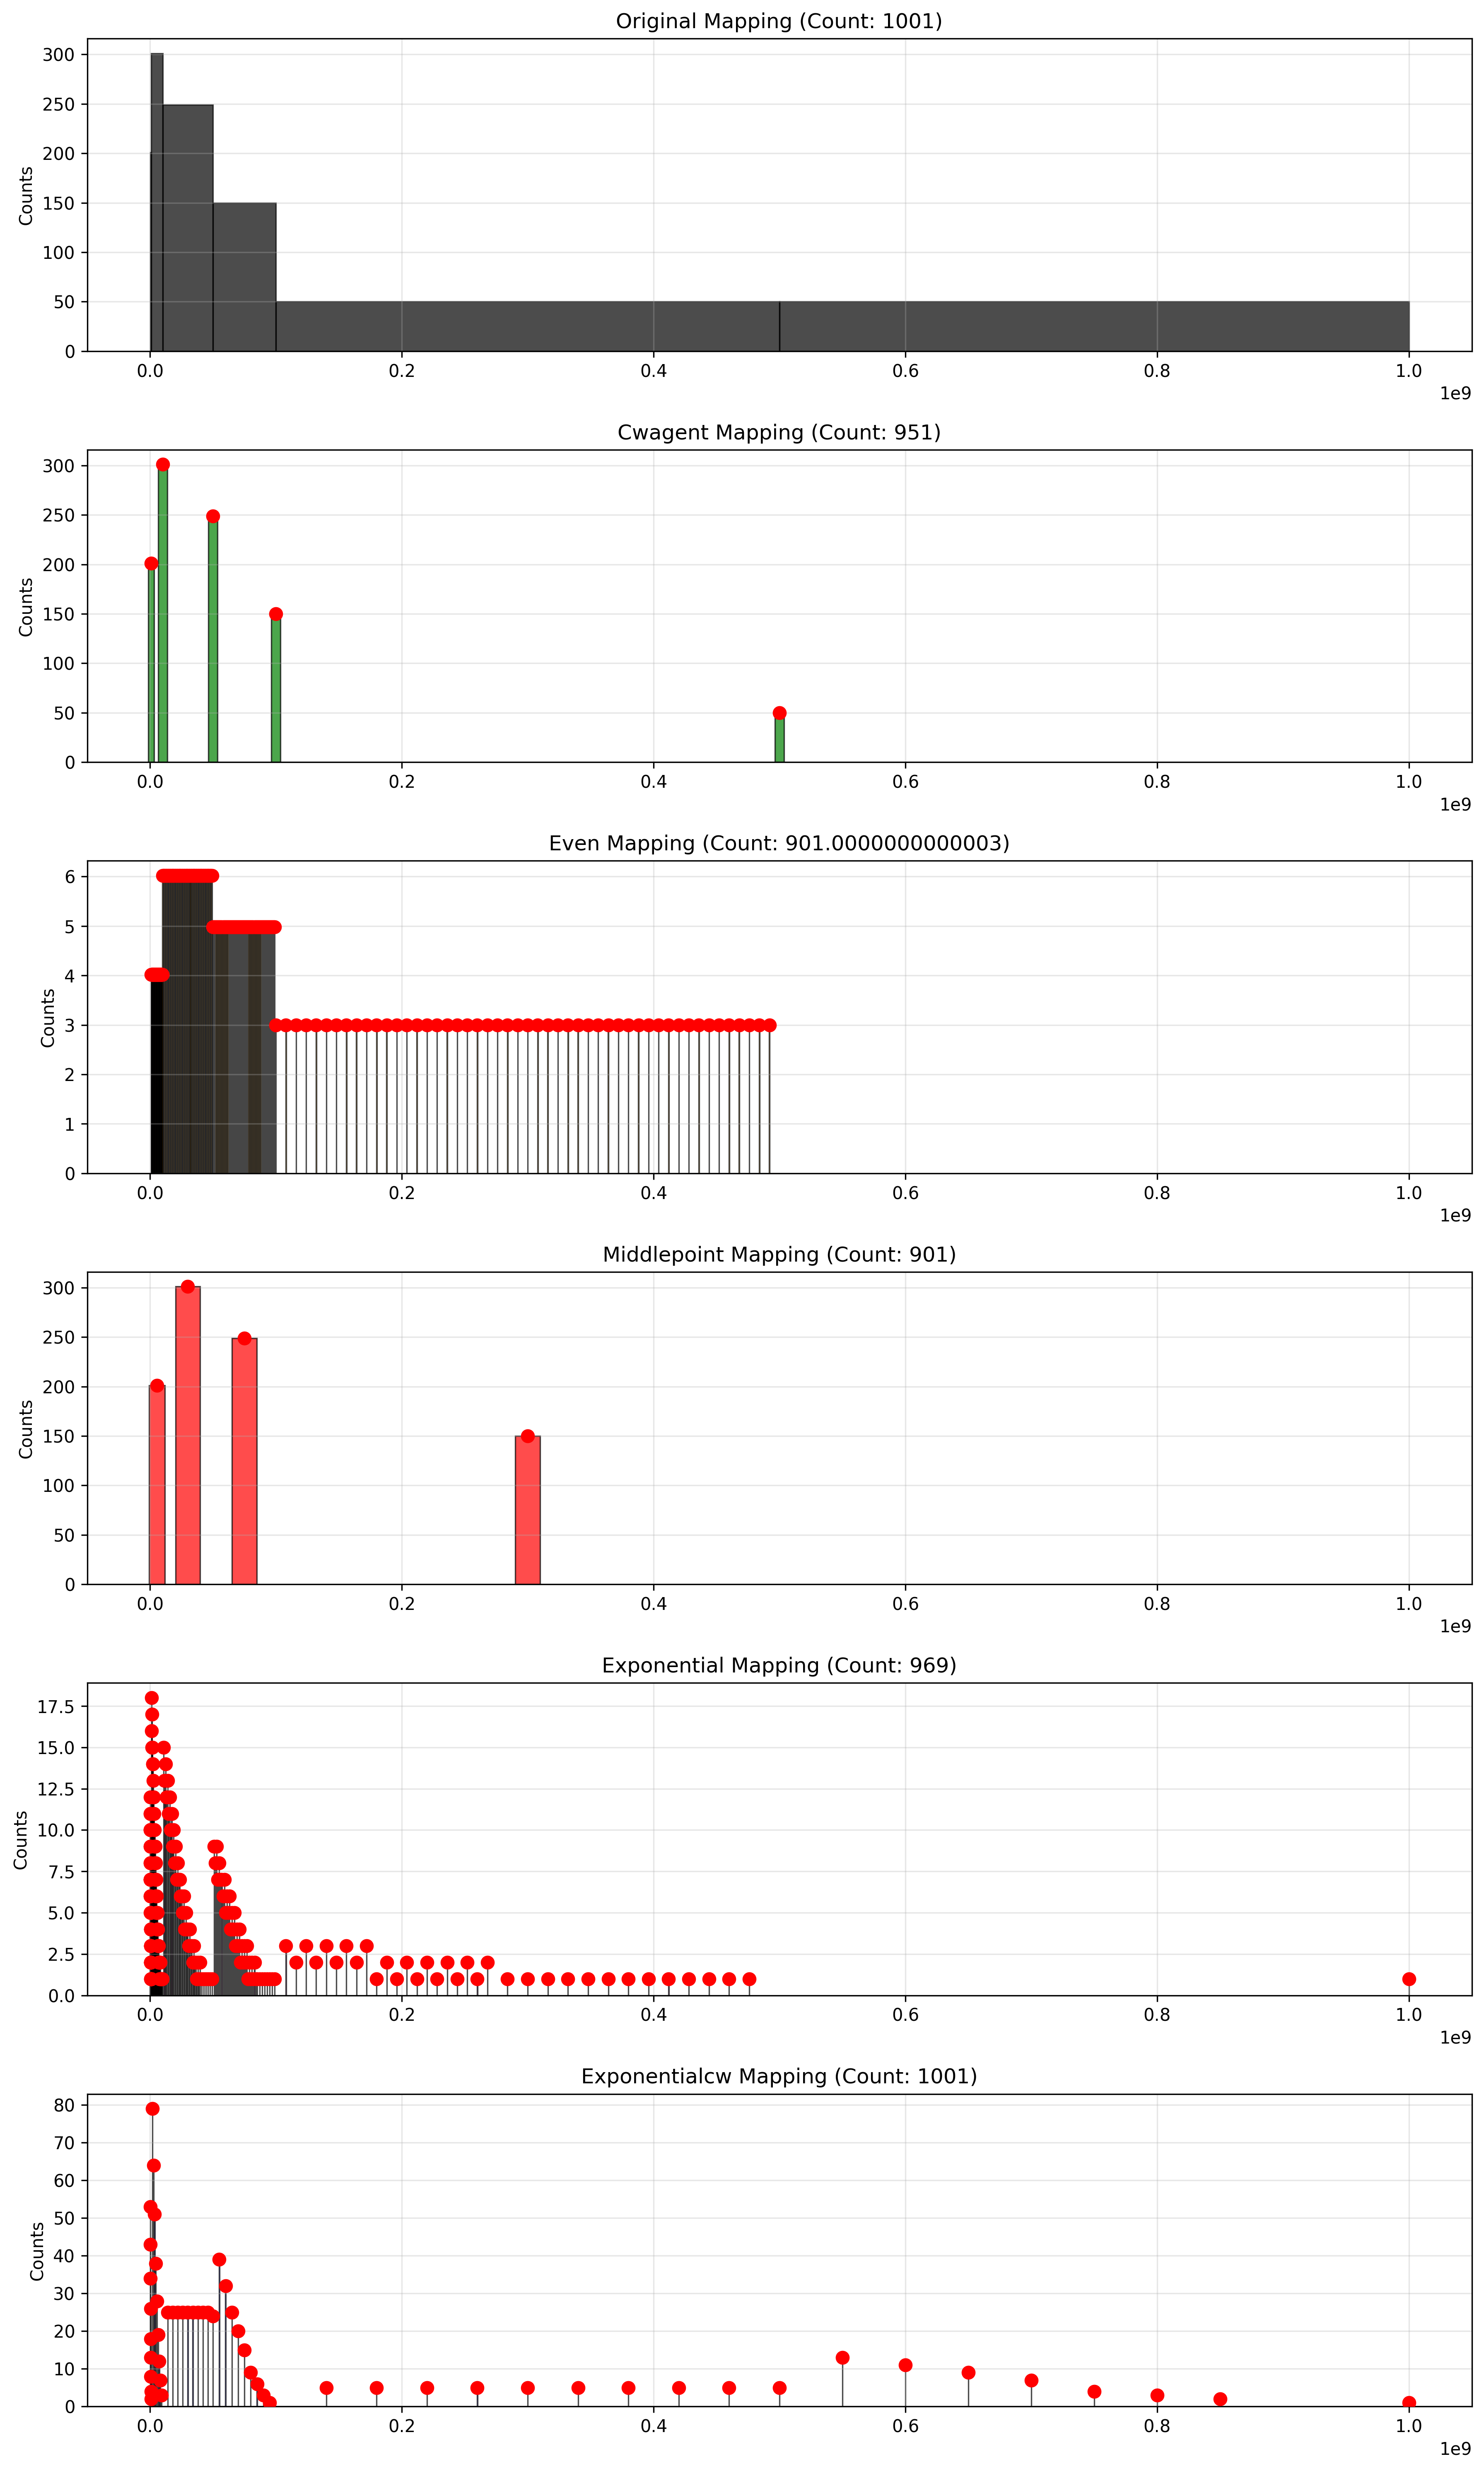 Original Mapping (Count: 1001)
300
250
200
150
100
50
0
Counts
0.0 0.2 0.4 0.6 0.8 1.0
1e9
Cwagent Mapping (Count: 951)
300
250
200
150
100
50
0
Counts
0.0 0.2 0.4 0.6 0.8 1.0
1e9
Even Mapping (Count: 901.0000000000003)
6
5
4
3
2
1
0
Counts
0.0 0.2 0.4 0.6 0.8 1.0
1e9
Middlepoint Mapping (Count: 901)
300
250
200
150
100
50
0
Counts
0.0 0.2 0.4 0.6 0.8 1.0
1e9
Exponential Mapping (Count: 969)
17.5
15.0
12.5
10.0
7.5
5.0
2.5
0.0
Counts
0.0 0.2 0.4 0.6 0.8 1.0
1e9
Exponentialcw Mapping (Count: 1001)
80
70
60
50
40
30
20
10
0
Counts
0.0 0.2 0.4 0.6 0.8 1.0
1e9